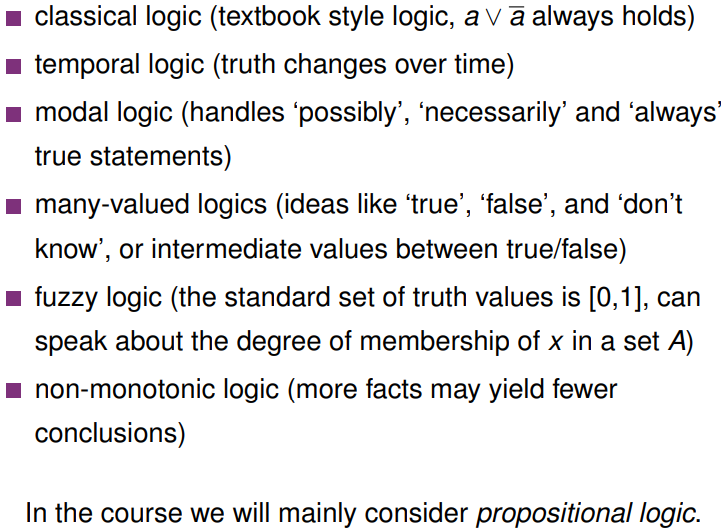 classical logic (textbook style logic, a ∨ a̅ always holds)
temporal logic (truth changes over time)
modal logic (handles ‘possibly’, ‘necessarily’ and ‘always’
true statements)
many-valued logics (ideas like ‘true’, ‘false’, and ‘don’t
know’, or intermediate values between true/false)
fuzzy logic (the standard set of truth values is [0,1], can
speak about the degree of membership of x in a set A)
non-monotonic logic (more facts may yield fewer
conclusions)
In the course we will mainly consider propositional logic.